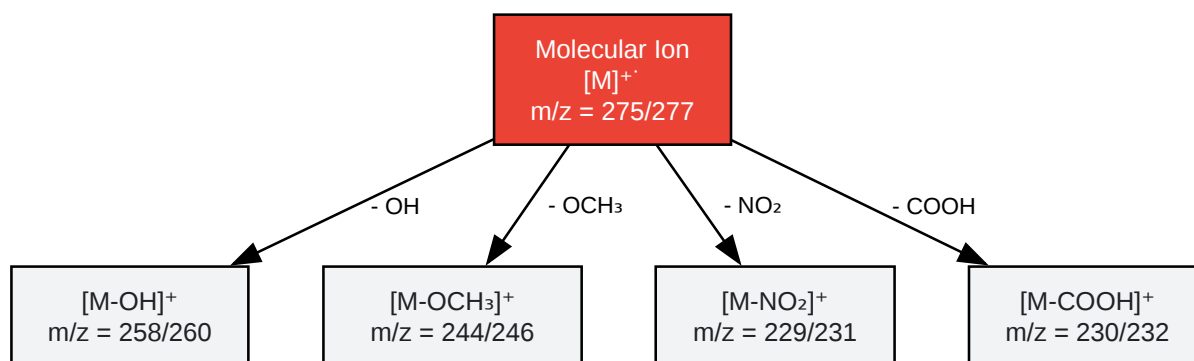 Molecular Ion
[M]⁺˙
m/z = 275/277
- OH
- OCH₃
- NO₂
- COOH
[M-OH]⁺
m/z = 258/260
[M-OCH₃]⁺
m/z = 244/246
[M-NO₂]⁺
m/z = 229/231
[M-COOH]⁺
m/z = 230/232